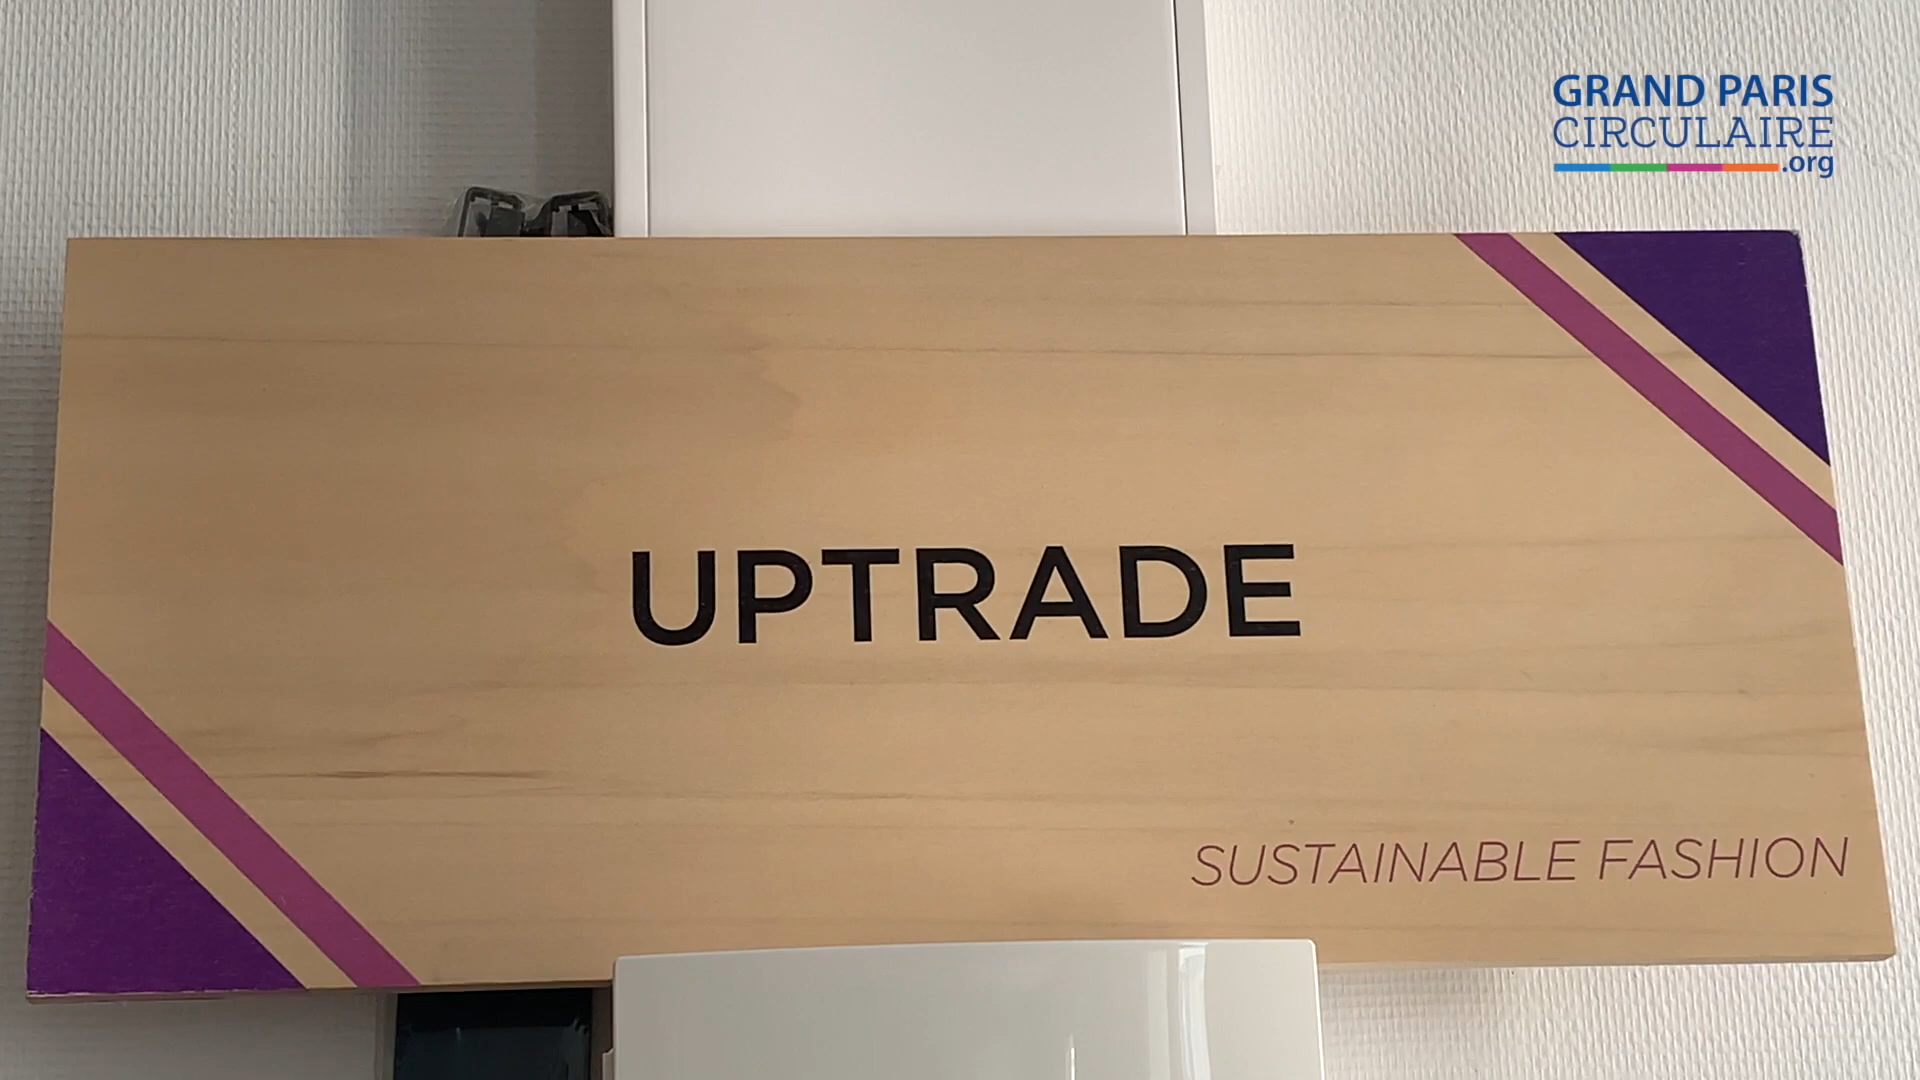 GRAND PARIS
CIRCULAIRE
.org
UPTRADE
SUSTAINABLE FASHION